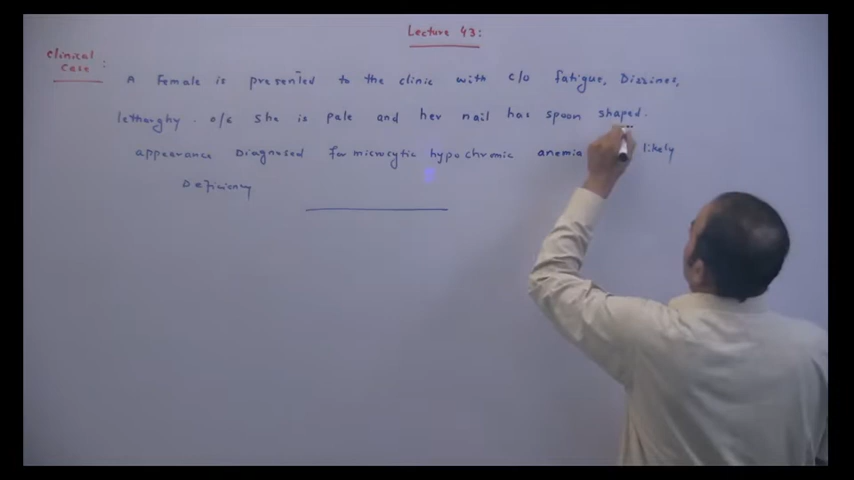 Lecture 43:
Clinical
Case :
A Female is presented to the clinic with c/o fatigue, Dizzines,
letharghy. o/e she is pale and her nail has spoon shaped.
appearance Diagnosed for microcytic hypochromic anemia likely
Deficiency